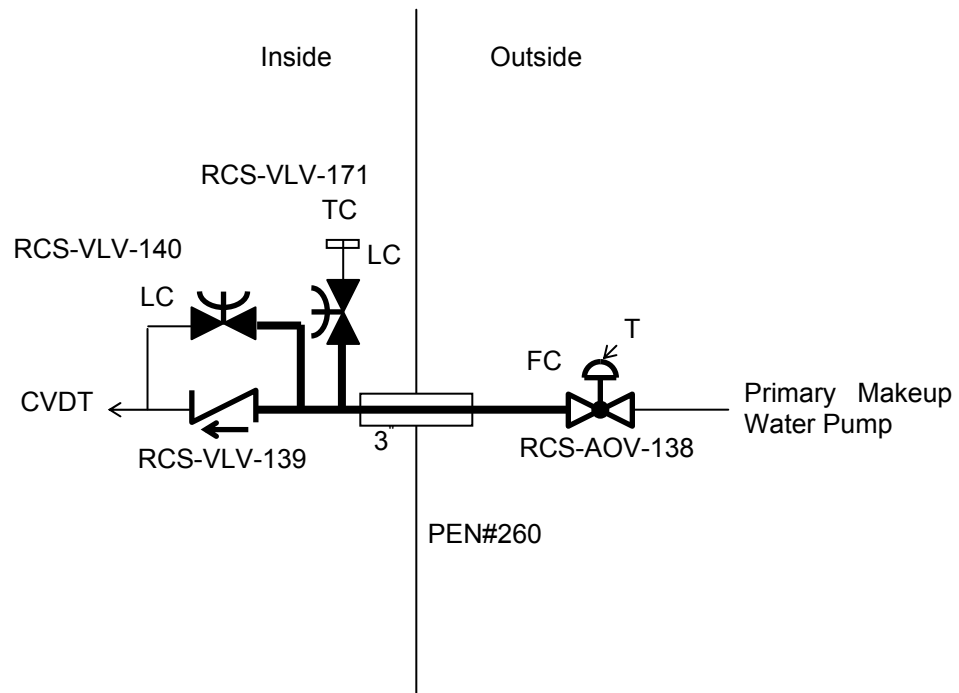 Inside
Outside
RCS-VLV-171
TC
LC
RCS-VLV-140
LC
T
FC
CVDT
Primary Makeup
Water Pump
3"
RCS-VLV-139
RCS-AOV-138
PEN#260